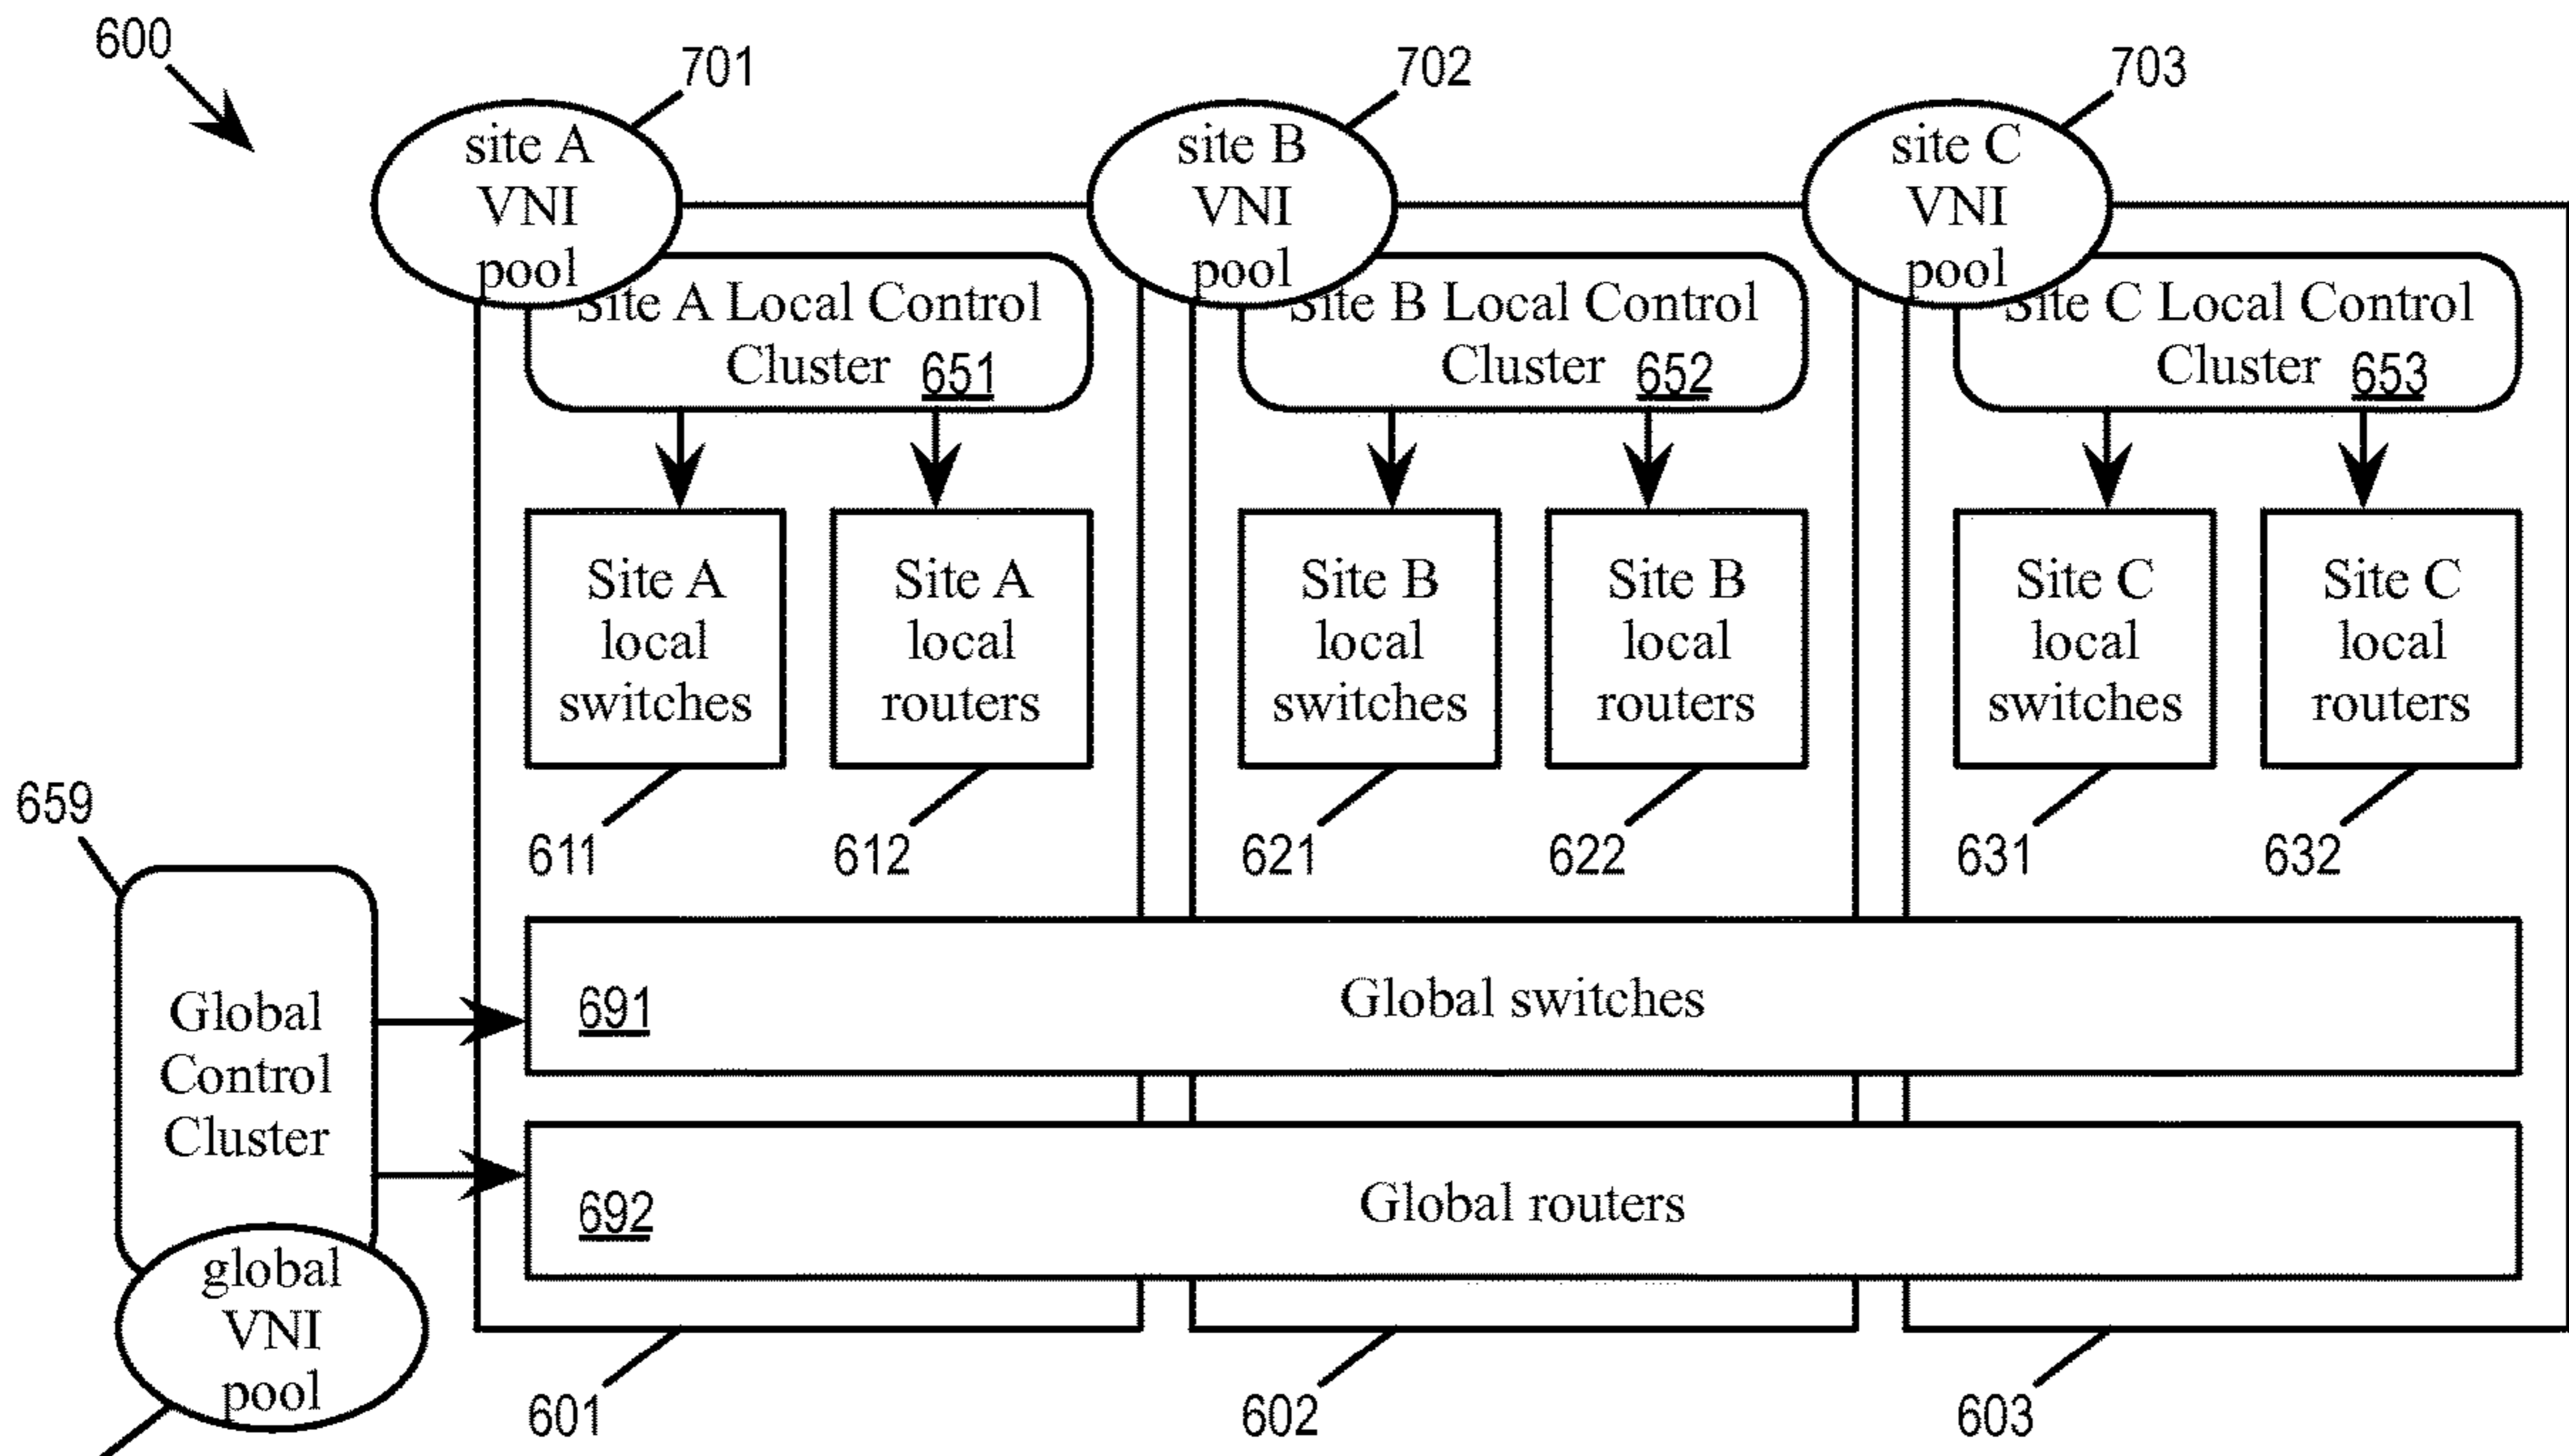 600
701
702
703
site A
VNI
pool
site B
VNI
pool
site C
VNI
pool
Site A Local Control
Cluster 651
Site B Local Control
Cluster 652
Site C Local Control
Cluster 653
Site A
local
switches
Site A
local
routers
Site B
local
switches
Site B
local
routers
Site C
local
switches
Site C
local
routers
611
612
621
622
631
632
659
Global
Control
Cluster
691
Global switches
692
Global routers
global
VNI
pool
601
602
603